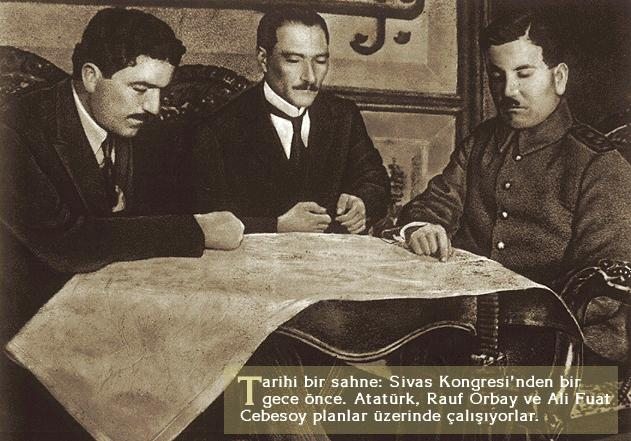 Tarihi bir sahne: Sivas Kongresi'nden bir
gece önce. Atatürk, Rauf Orbay ve Ali Fuat
Cebesoy planlar üzerinde çalışıyorlar.